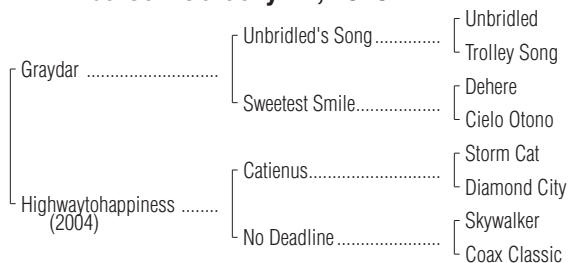 Unbridled
Unbridled's Song.............
Trolley Song
Graydar ..........................
Dehere
Sweetest Smile.................
Cielo Otono
Storm Cat
Catienus...........................
Diamond City
Highwaytohappiness ........
(2004)
Skywalker
No Deadline.....................
Coax Classic